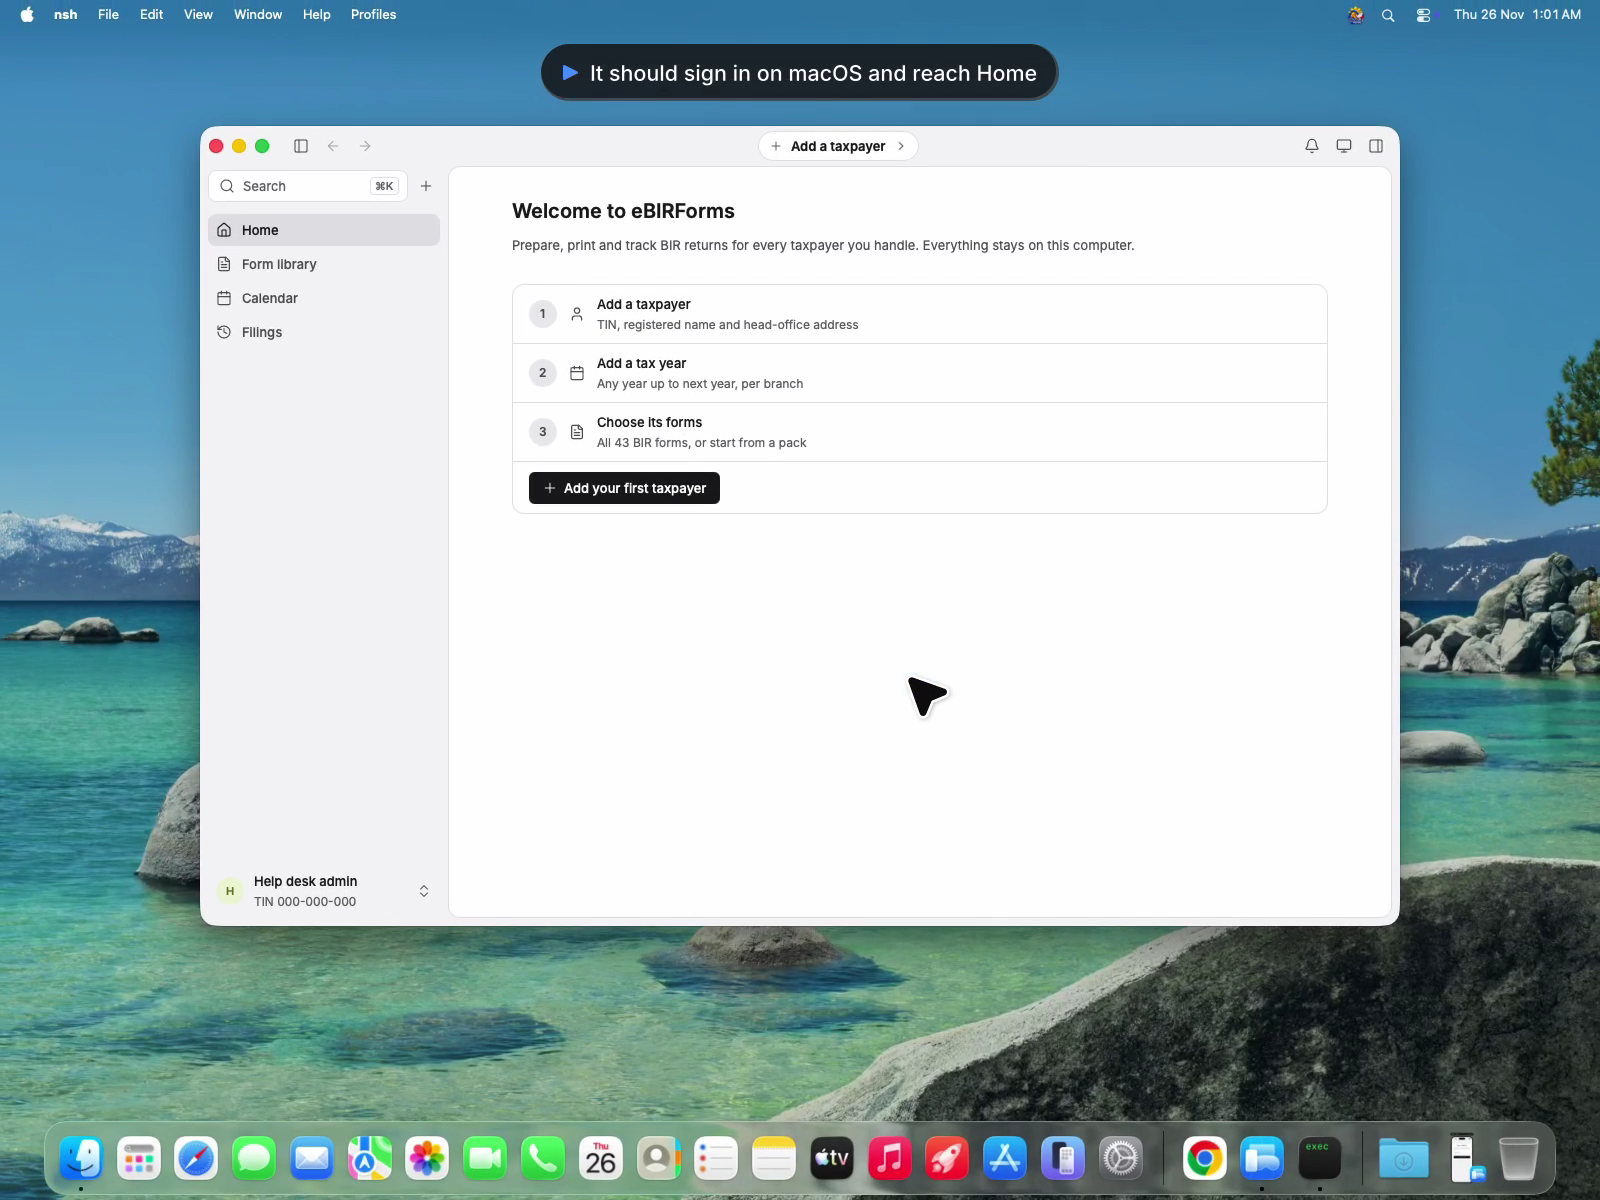 nsh File Edit View Window Help Profiles
Thu 26 Nov 1:01 AM
It should sign in on macOS and reach Home
Add a taxpayer
Search
⌘K
Home
Form library
Calendar
Filings
Welcome to eBIRForms
Prepare, print and track BIR returns for every taxpayer you handle. Everything stays on this computer.
1
Add a taxpayer
TIN, registered name and head-office address
2
Add a tax year
Any year up to next year, per branch
3
Choose its forms
All 43 BIR forms, or start from a pack
Add your first taxpayer
H
Help desk admin
TIN 000-000-000
Thu
26
tv
exec